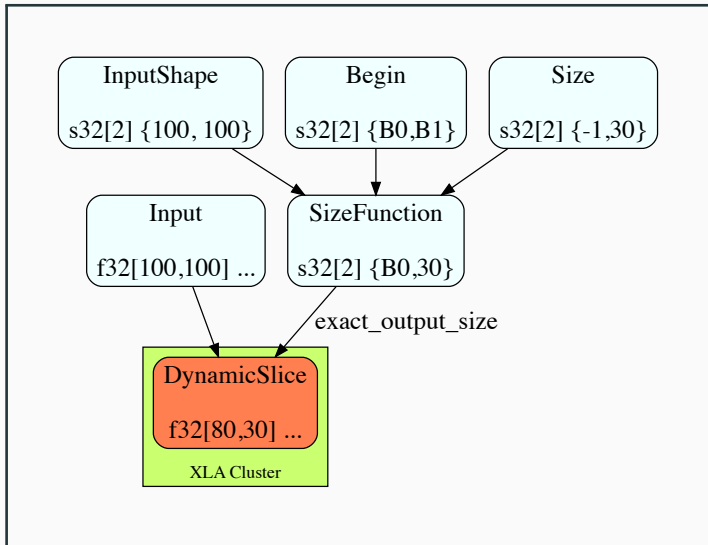 InputShape
s32[2] {100, 100}
Begin
s32[2] {B0,B1}
Size
s32[2] {-1,30}
Input
f32[100,100] ...
SizeFunction
s32[2] {B0,30}
exact_output_size
DynamicSlice
f32[80,30] ...
XLA Cluster